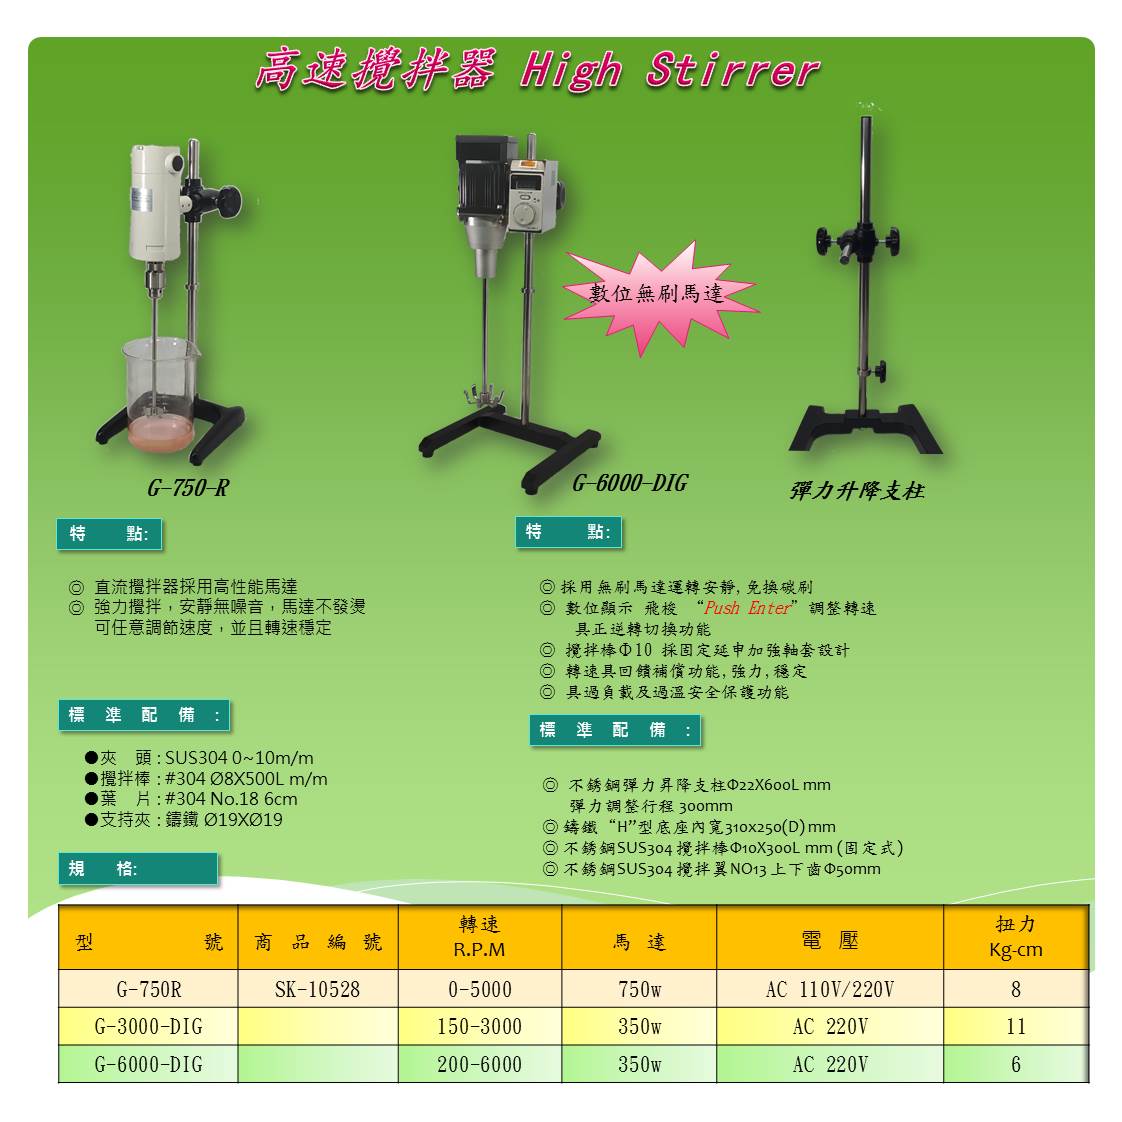 高速攪拌器 High Stirrer
數位無刷馬達
G-750-R
G-6000-DIG
彈力升降支柱
特 點:
◎ 直流攪拌器採用高性能馬達
◎ 強力攪拌，安靜無噪音，馬達不發燙
可任意調節速度，並且轉速穩定
標 準 配 備 :
●夾 頭 : SUS304 0~10m/m
●攪拌棒 : #304 Ø8X500L m/m
●葉 片 : #304 No.18 6cm
●支持夾 : 鑄鐵 Ø19XØ19
規 格:
特 點:
◎ 採用無刷馬達運轉安靜, 免換碳刷
◎ 數位顯示 飛梭 “Push Enter” 調整轉速
具正逆轉切換功能
◎ 攪拌棒Φ10 採固定延申加強軸套設計
◎ 轉速具回饋補償功能, 強力, 穩定
◎ 具過負載及過溫安全保護功能
標 準 配 備 :
◎ 不銹鋼彈力昇降支柱Φ22X600L mm
彈力調整行程 300mm
◎ 鑄鐵 “H”型底座內寬310x250(D) mm
◎ 不銹鋼SUS304 攪拌棒Φ10X300L mm (固定式)
◎ 不銹鋼SUS304 攪拌翼NO13 上下齒Φ50mm
型 號 商 品 編 號 轉速 R.P.M 馬 達 電 壓 扭力 Kg-cm
G-750R SK-10528 0-5000 750w AC 110V/220V 8
G-3000-DIG 150-3000 350w AC 220V 11
G-6000-DIG 200-6000 350w AC 220V 6